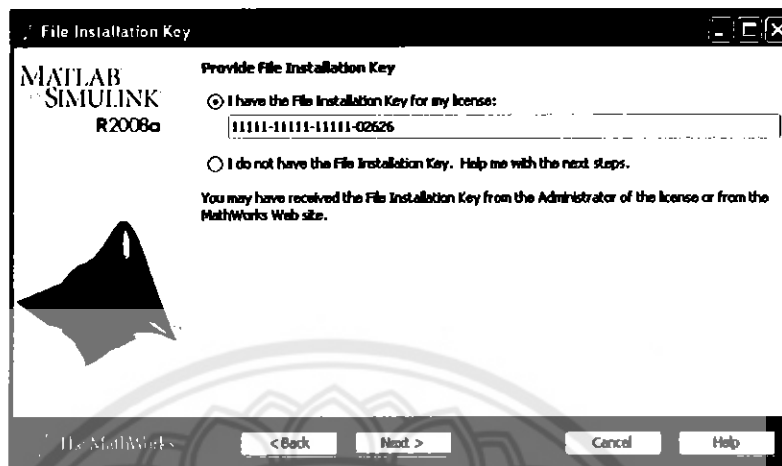 File Installation Key
MATLAB
SIMULINK
R2008a
Provide File Installation Key
I have the File Installation Key for my license:
11111-11111-11111-02626
I do not have the File Installation Key. Help me with the next steps.
You may have received the File Installation Key from the Administrator of the license or from the
MathWorks Web site.
The MathWorks
< Back
Next >
Cancel
Help